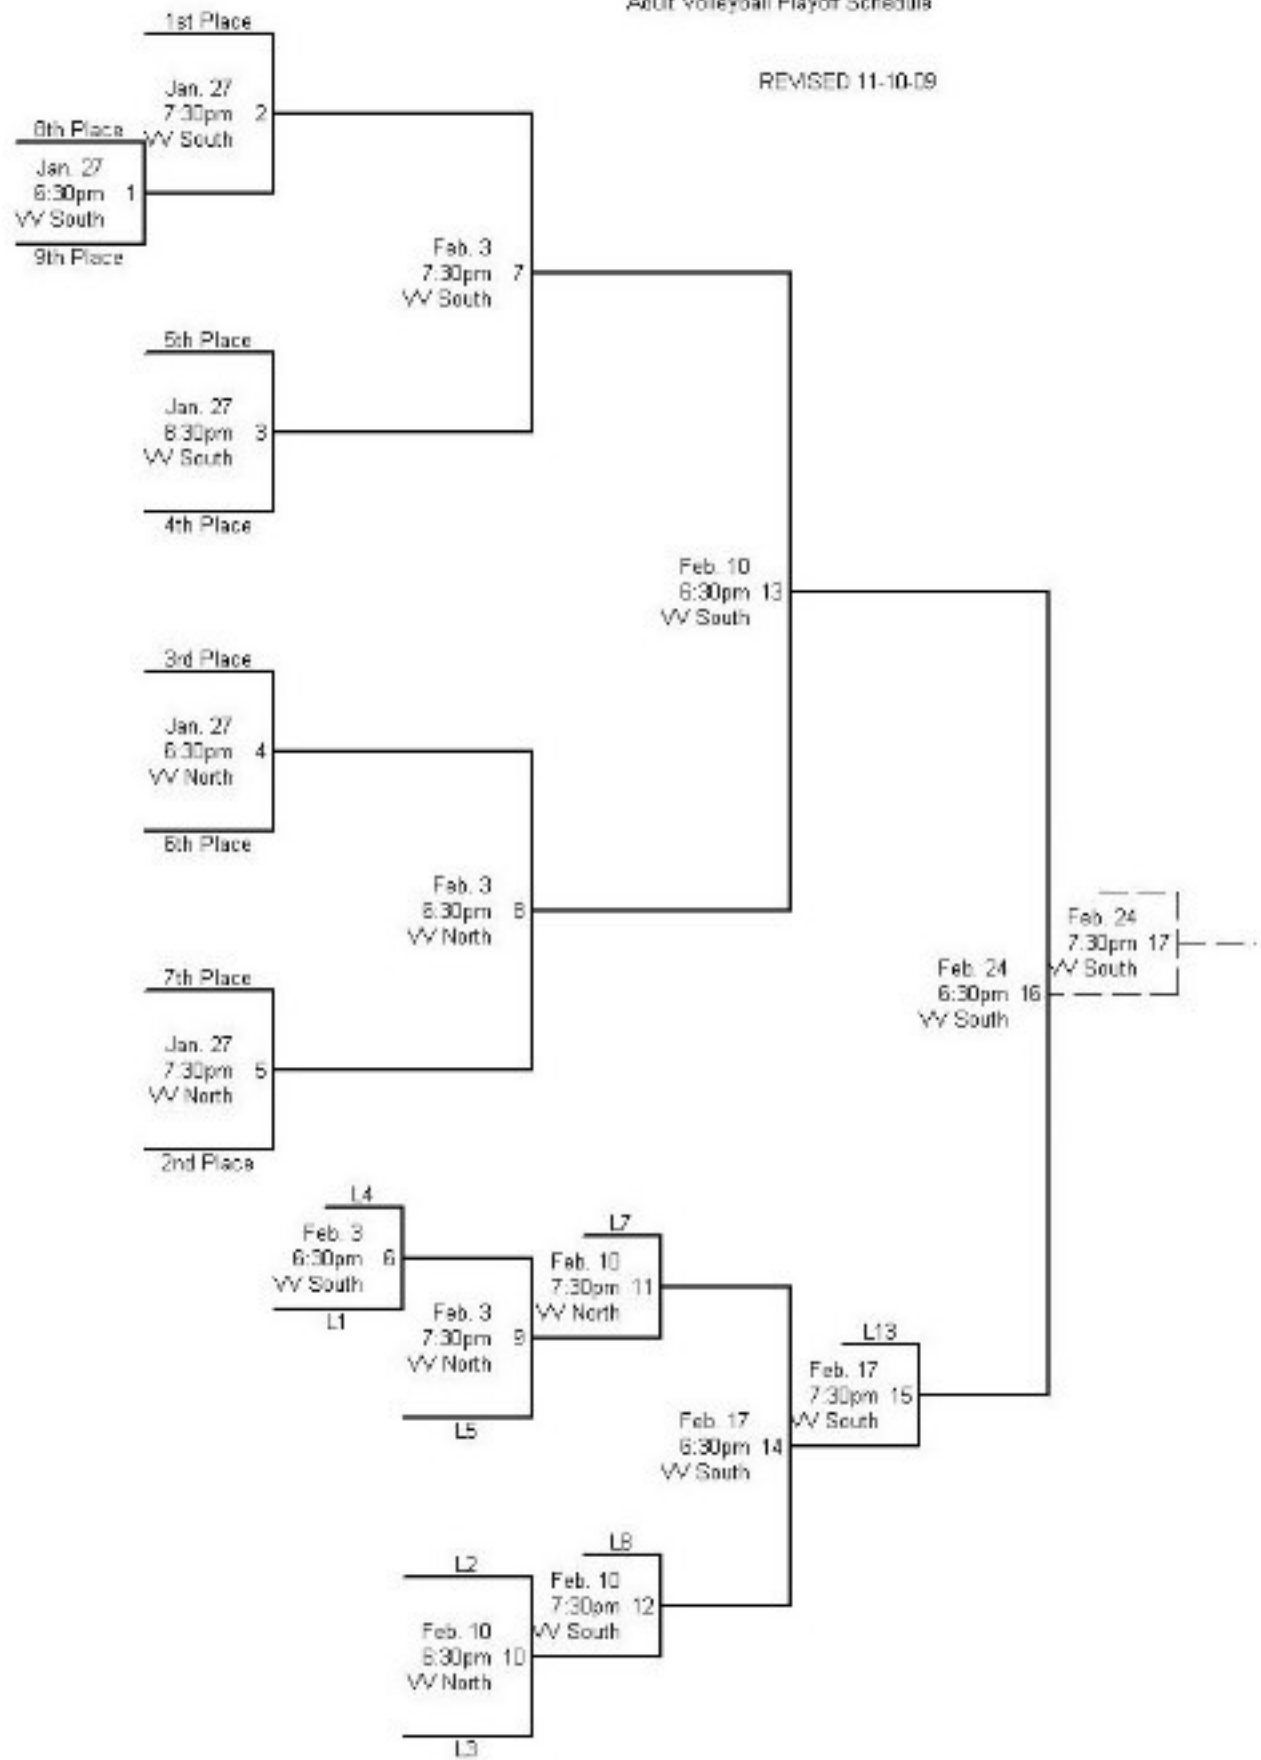 Adult Volleyball Playoff Schedule
REVISED 11-10-09
1st Place
Jan. 27
7:30pm 2
VV South
8th Place
Jan. 27
6:30pm 1
VV South
9th Place
Feb. 3
7:30pm 7
VV South
5th Place
Jan. 27
8:30pm 3
VV South
4th Place
Feb. 10
6:30pm 13
VV South
3rd Place
Jan. 27
6:30pm 4
VV North
6th Place
Feb. 3
6:30pm 8
VV North
7th Place
Jan. 27
7:30pm 5
VV North
2nd Place
Feb. 24
7:30pm 17
VV South
Feb. 24
6:30pm 16
VV South
L4
Feb. 3
6:30pm 6
VV South
L1
L7
Feb. 10
7:30pm 11
VV North
Feb. 3
7:30pm 9
VV North
L5
L13
Feb. 17
7:30pm 15
VV South
Feb. 17
6:30pm 14
VV South
L8
Feb. 10
7:30pm 12
VV South
L2
Feb. 10
6:30pm 10
VV North
L3